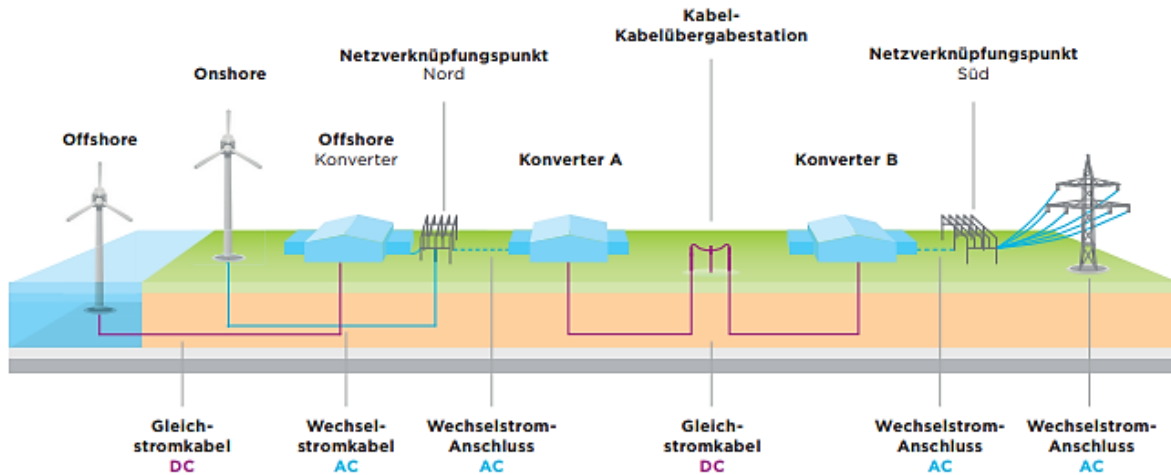 Kabel-
Kabelübergabestation
Netzverknüpfungspunkt
Nord
Netzverknüpfungspunkt
Süd
Onshore
Offshore
Offshore
Konverter
Konverter A
Konverter B
Gleich-
stromkabel
DC
Wechsel-
stromkabel
AC
Wechselstrom-
Anschluss
AC
Gleich-
stromkabel
DC
Wechselstrom-
Anschluss
AC
Wechselstrom-
Anschluss
AC